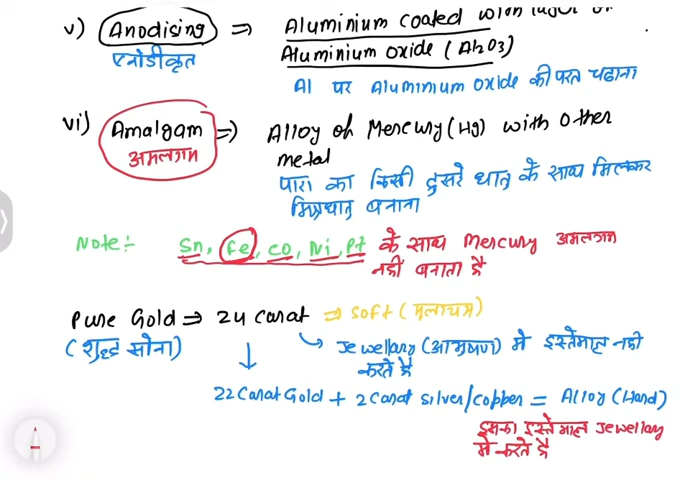 v) Anodising ⇒ Aluminium coated with layer of
Aluminium oxide (Al2O3)
एनोडीकृत
Al पर Aluminium oxide की परत चढाना
vi) Amalgam ⇒ Alloy of Mercury (Hg) with other
अमलगम
metal
पारा का किसी दुसरे धातु के साथ मिलकर
मिश्रधातु बनाना
Note:- Sn, Fe, Co, Ni, Pt के साथ Mercury अमलगम
नही बनाता है
Pure Gold ⇒ 24 Carat ⇒ Soft (मुलायम)
(शुद्ध सोना)
Jewellary (आभूषण) मे इस्तेमाल नही
करते है
22 Carat Gold + 2 Carat Silver/Copper = Alloy (Hard)
इसका इस्तेमाल Jewellary
मे करते है